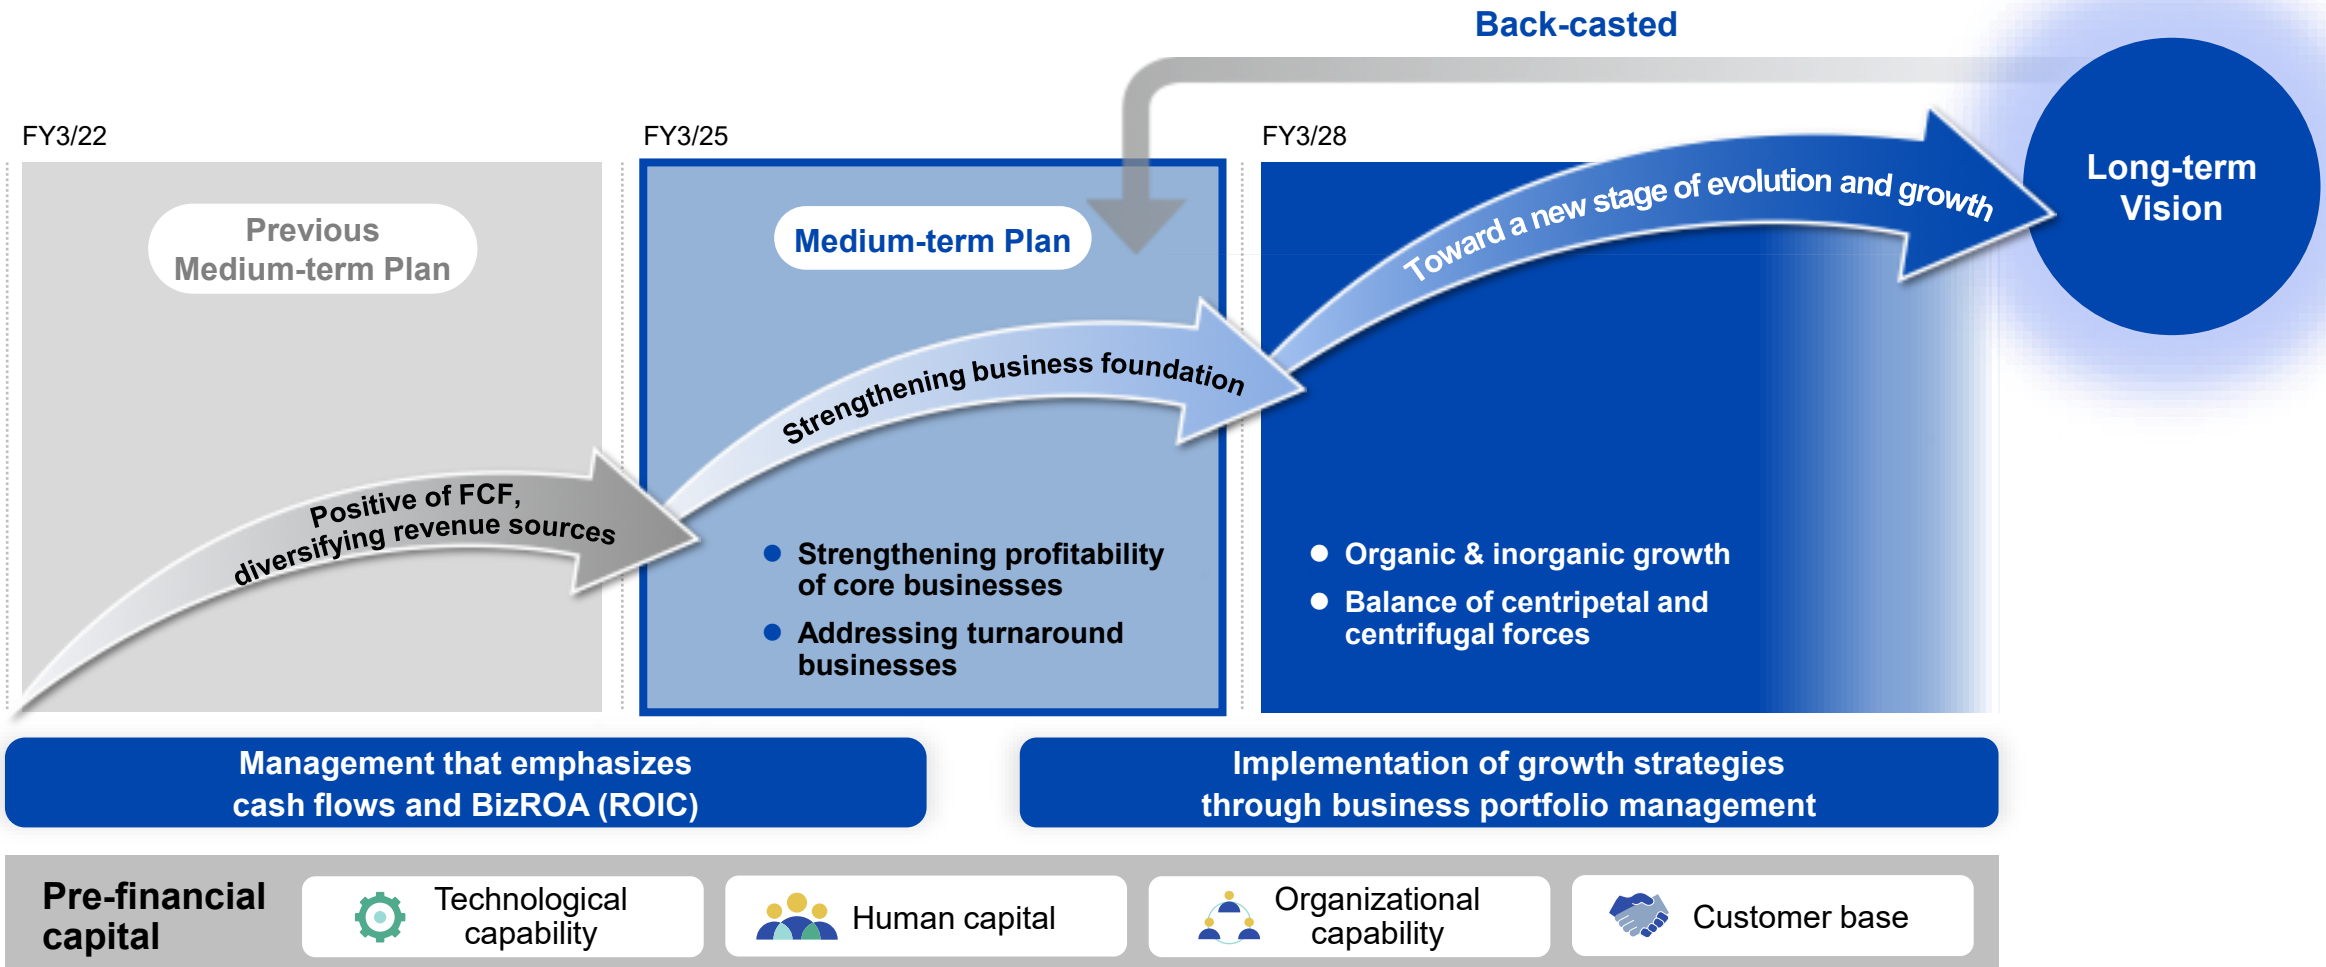 Back-casted
FY3/22
FY3/25
FY3/28
Long-term
Vision
Previous
Medium-term Plan
Medium-term Plan
Toward a new stage of evolution and growth
Strengthening business foundation
Positive of FCF,
diversifying revenue sources
Strengthening profitability
of core businesses
Addressing turnaround
businesses
Organic & inorganic growth
Balance of centripetal and
centrifugal forces
Management that emphasizes
cash flows and BizROA (ROIC)
Implementation of growth strategies
through business portfolio management
Pre-financial
capital
Technological
capability
Human capital
Organizational
capability
Customer base